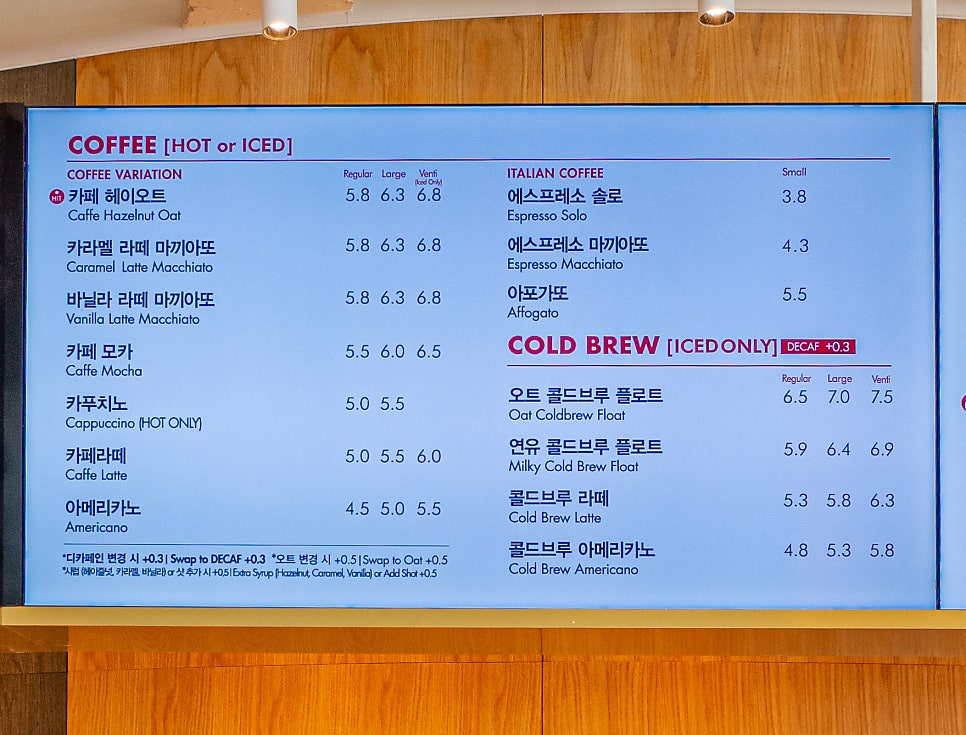 COFFEE [HOT or ICED]
COFFEE VARIATION Regular Large Venti
(Iced Only)
HIT 카페 헤이오트 5.8 6.3 6.8
Caffe Hazelnut Oat
카라멜 라떼 마끼아또 5.8 6.3 6.8
Caramel Latte Macchiato
바닐라 라떼 마끼아또 5.8 6.3 6.8
Vanilla Latte Macchiato
카페 모카 5.5 6.0 6.5
Caffe Mocha
카푸치노 5.0 5.5
Cappuccino (HOT ONLY)
카페라떼 5.0 5.5 6.0
Caffe Latte
아메리카노 4.5 5.0 5.5
Americano
*디카페인 변경 시 +0.3 | Swap to DECAF +0.3 *오트 변경 시 +0.5 | Swap to Oat +0.5
*시럽 (헤이즐넛, 카라멜, 바닐라) or 샷 추가 시 +0.5 | Extra Syrup (Hazelnut, Caramel, Vanilla) or Add Shot +0.5
ITALIAN COFFEE Small
에스프레소 솔로 3.8
Espresso Solo
에스프레소 마끼아또 4.3
Espresso Macchiato
아포가또 5.5
Affogato
COLD BREW [ICED ONLY] DECAF +0.3
Regular Large Venti
오트 콜드브루 플로트 6.5 7.0 7.5
Oat Coldbrew Float
연유 콜드브루 플로트 5.9 6.4 6.9
Milky Cold Brew Float
콜드브루 라떼 5.3 5.8 6.3
Cold Brew Latte
콜드브루 아메리카노 4.8 5.3 5.8
Cold Brew Americano